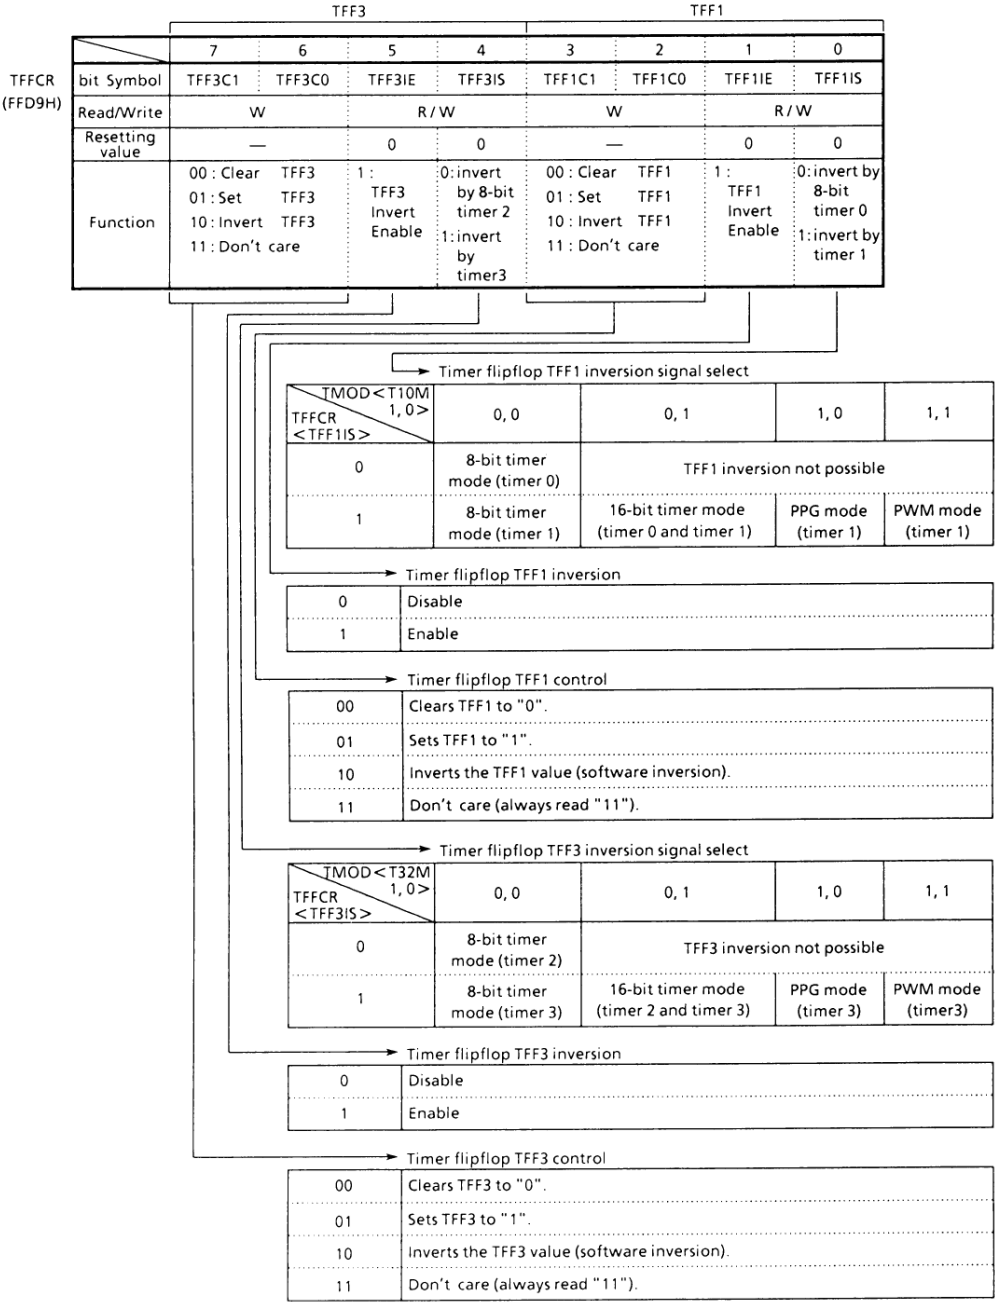 TFF3 TFF1
7 6 5 4 3 2 1 0
TFFCR (FFD9H)
bit Symbol TFF3C1 TFF3C0 TFF3IE TFF3IS TFF1C1 TFF1C0 TFF1IE TFF1IS
Read/Write W R/W W R/W
Resetting value — 0 0 — 0 0
Function
00 : Clear TFF3
01 : Set TFF3
10 : Invert TFF3
11 : Don't care
1 :
TFF3
Invert
Enable
0: invert
by 8-bit
timer 2
1: invert
by
timer3
00 : Clear TFF1
01 : Set TFF1
10 : Invert TFF1
11 : Don't care
1 :
TFF1
Invert
Enable
0: invert by
8-bit
timer 0
1: invert by
timer 1
Timer flipflop TFF1 inversion signal select
TMOD<T10M
1, 0>
TFFCR
<TFF1IS>
0, 0 0, 1 1, 0 1, 1
0 8-bit timer mode (timer 0) TFF1 inversion not possible
1 8-bit timer mode (timer 1) 16-bit timer mode (timer 0 and timer 1) PPG mode (timer 1) PWM mode (timer 1)
Timer flipflop TFF1 inversion
0 Disable
1 Enable
Timer flipflop TFF1 control
00 Clears TFF1 to "0".
01 Sets TFF1 to "1".
10 Inverts the TFF1 value (software inversion).
11 Don't care (always read "11").
Timer flipflop TFF3 inversion signal select
TMOD<T32M
1, 0>
TFFCR
<TFF3IS>
0, 0 0, 1 1, 0 1, 1
0 8-bit timer mode (timer 2) TFF3 inversion not possible
1 8-bit timer mode (timer 3) 16-bit timer mode (timer 2 and timer 3) PPG mode (timer 3) PWM mode (timer3)
Timer flipflop TFF3 inversion
0 Disable
1 Enable
Timer flipflop TFF3 control
00 Clears TFF3 to "0".
01 Sets TFF3 to "1".
10 Inverts the TFF3 value (software inversion).
11 Don't care (always read "11").